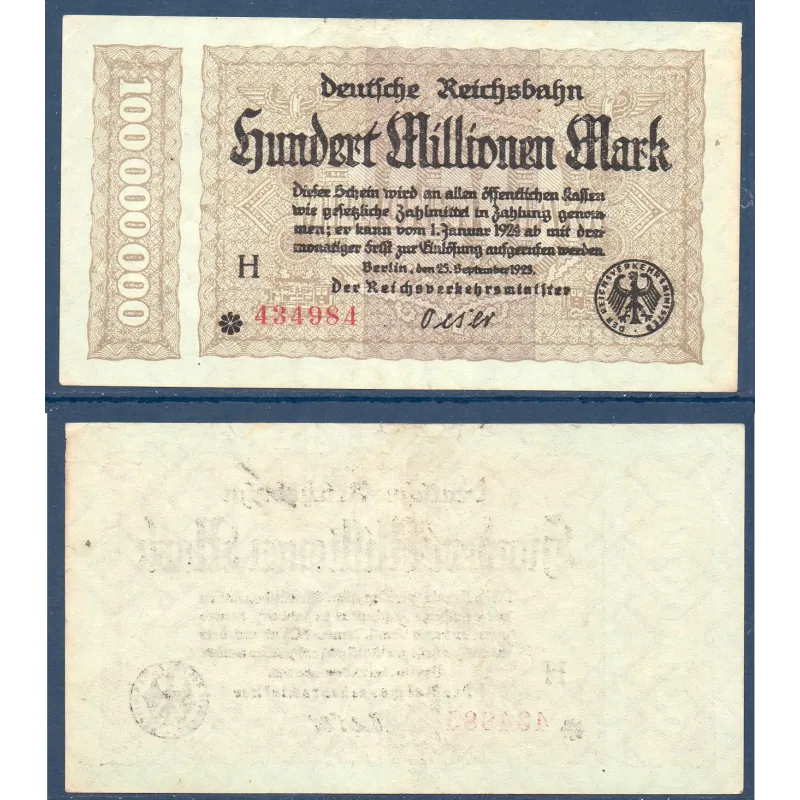 100 000 000
Deutsche Reichsbahn
Hundert Millionen Mark
Dieser Schein wird an allen öffentlichen Kassen
wie gesetzliche Zahlmittel in Zahlung genom-
men; er kann vom 1. Januar 1924 ab mit drei-
monatiger Frist zur Einlösung aufgerufen werden.
Berlin, den 25. September 1923.
Der Reichsverkehrsminister
H
434984
Oeser
DER REICHSVERKEHRSMINISTER